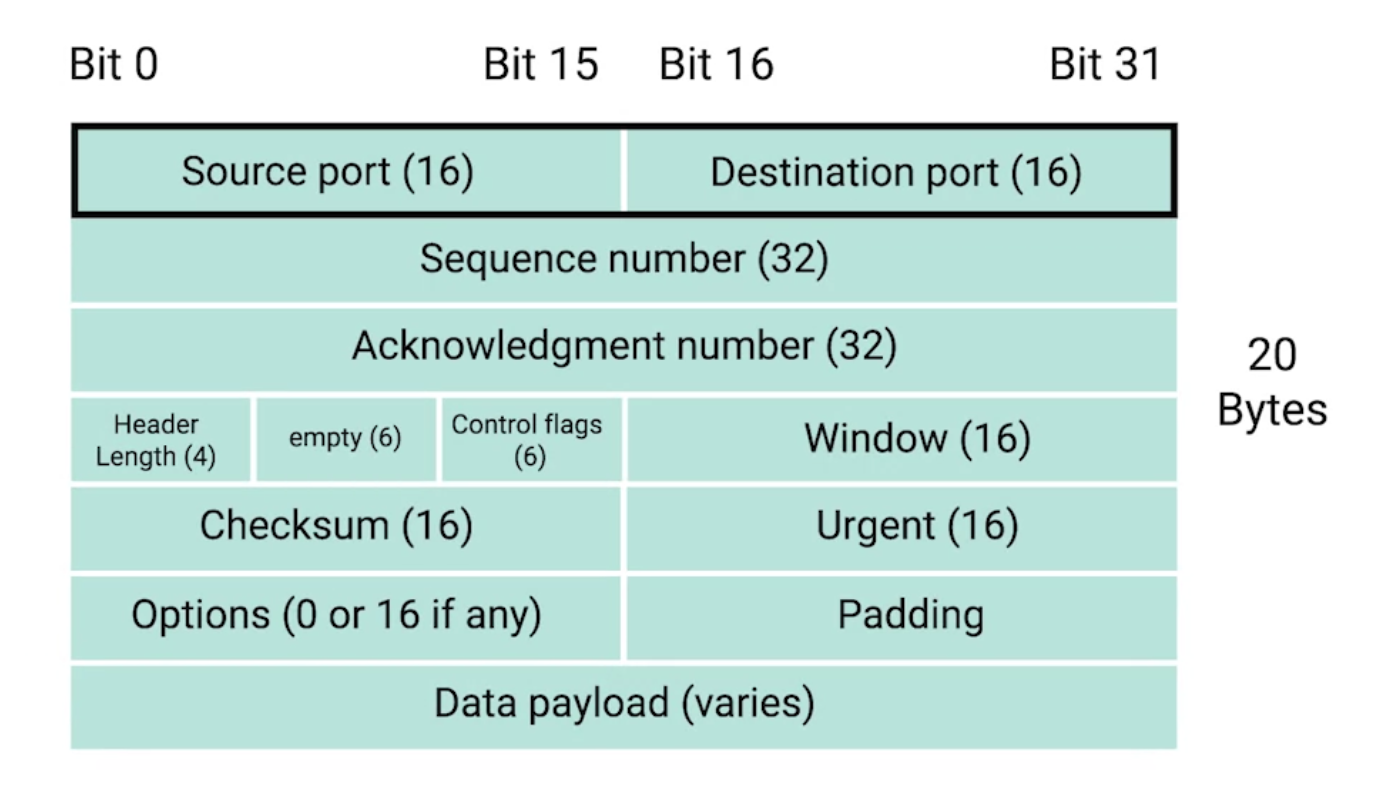 Bit 0 Bit 15 Bit 16 Bit 31
Source port (16) Destination port (16)
Sequence number (32)
Acknowledgment number (32)
20
Bytes
Header
Length (4)
empty (6)
Control flags
(6)
Window (16)
Checksum (16) Urgent (16)
Options (0 or 16 if any) Padding
Data payload (varies)